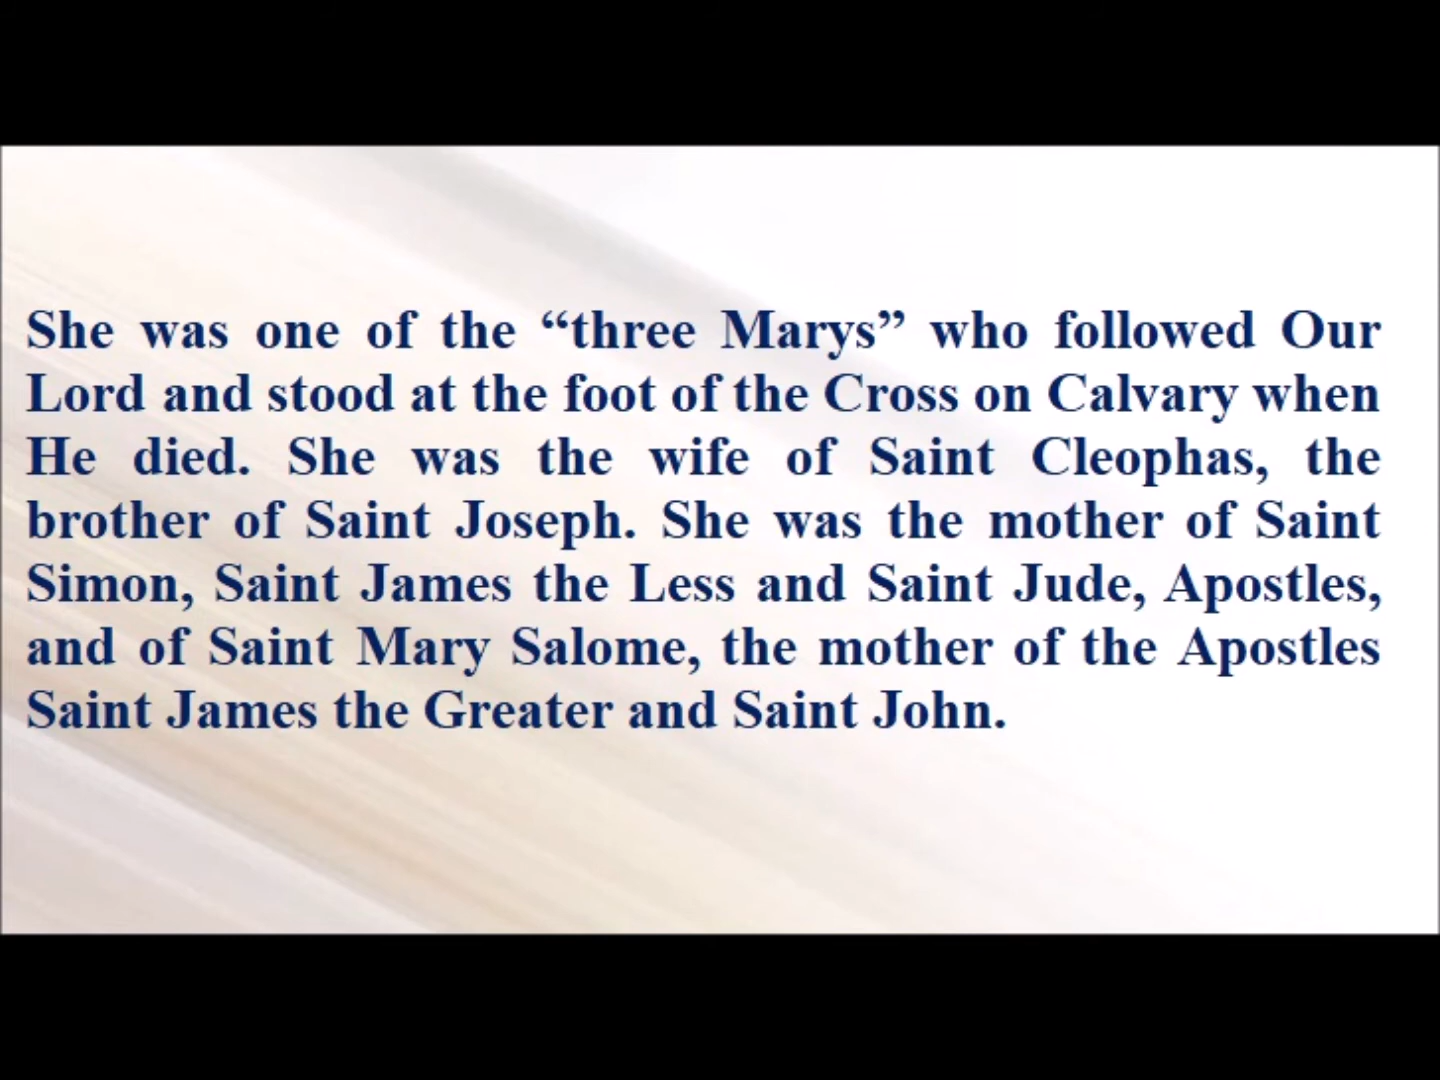 She was one of the “three Marys” who followed Our
Lord and stood at the foot of the Cross on Calvary when
He died. She was the wife of Saint Cleophas, the
brother of Saint Joseph. She was the mother of Saint
Simon, Saint James the Less and Saint Jude, Apostles,
and of Saint Mary Salome, the mother of the Apostles
Saint James the Greater and Saint John.